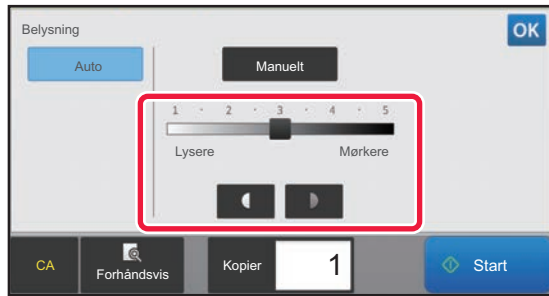 Belysning
OK
Auto
Manuelt
1 · 2 · 3 · 4 · 5
Lysere Mørkere
CA
Forhåndsvis
Kopier
1
Start